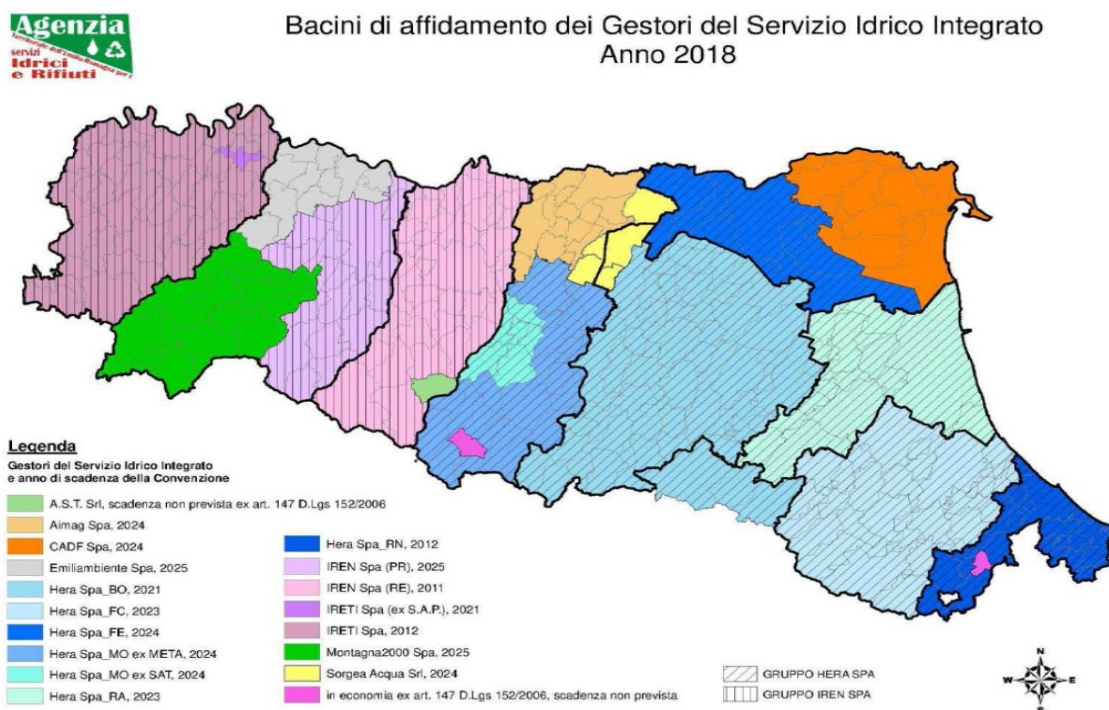 Agenzia
Territoriale dell'Emilia-Romagna per i
servizi
Idrici
e Rifiuti
Bacini di affidamento dei Gestori del Servizio Idrico Integrato
Anno 2018
Legenda
Gestori del Servizio Idrico Integrato
e anno di scadenza della Convenzione
A.S.T. Srl, scadenza non prevista ex art. 147 D.Lgs 152/2006
Aimag Spa, 2024
CADF Spa, 2024
Emiliambiente Spa, 2025
Hera Spa_BO, 2021
Hera Spa_FC, 2023
Hera Spa_FE, 2024
Hera Spa_MO ex META, 2024
Hera Spa_MO ex SAT, 2024
Hera Spa_RA, 2023
Hera Spa_RN, 2012
IREN Spa (PR), 2025
IREN Spa (RE), 2011
IRETI Spa (ex S.A.P.), 2021
IRETI Spa, 2012
Montagna2000 Spa, 2025
Sorgea Acqua Srl, 2024
in economia ex art. 147 D.Lgs 152/2006, scadenza non prevista
GRUPPO HERA SPA
GRUPPO IREN SPA
N
W E
S